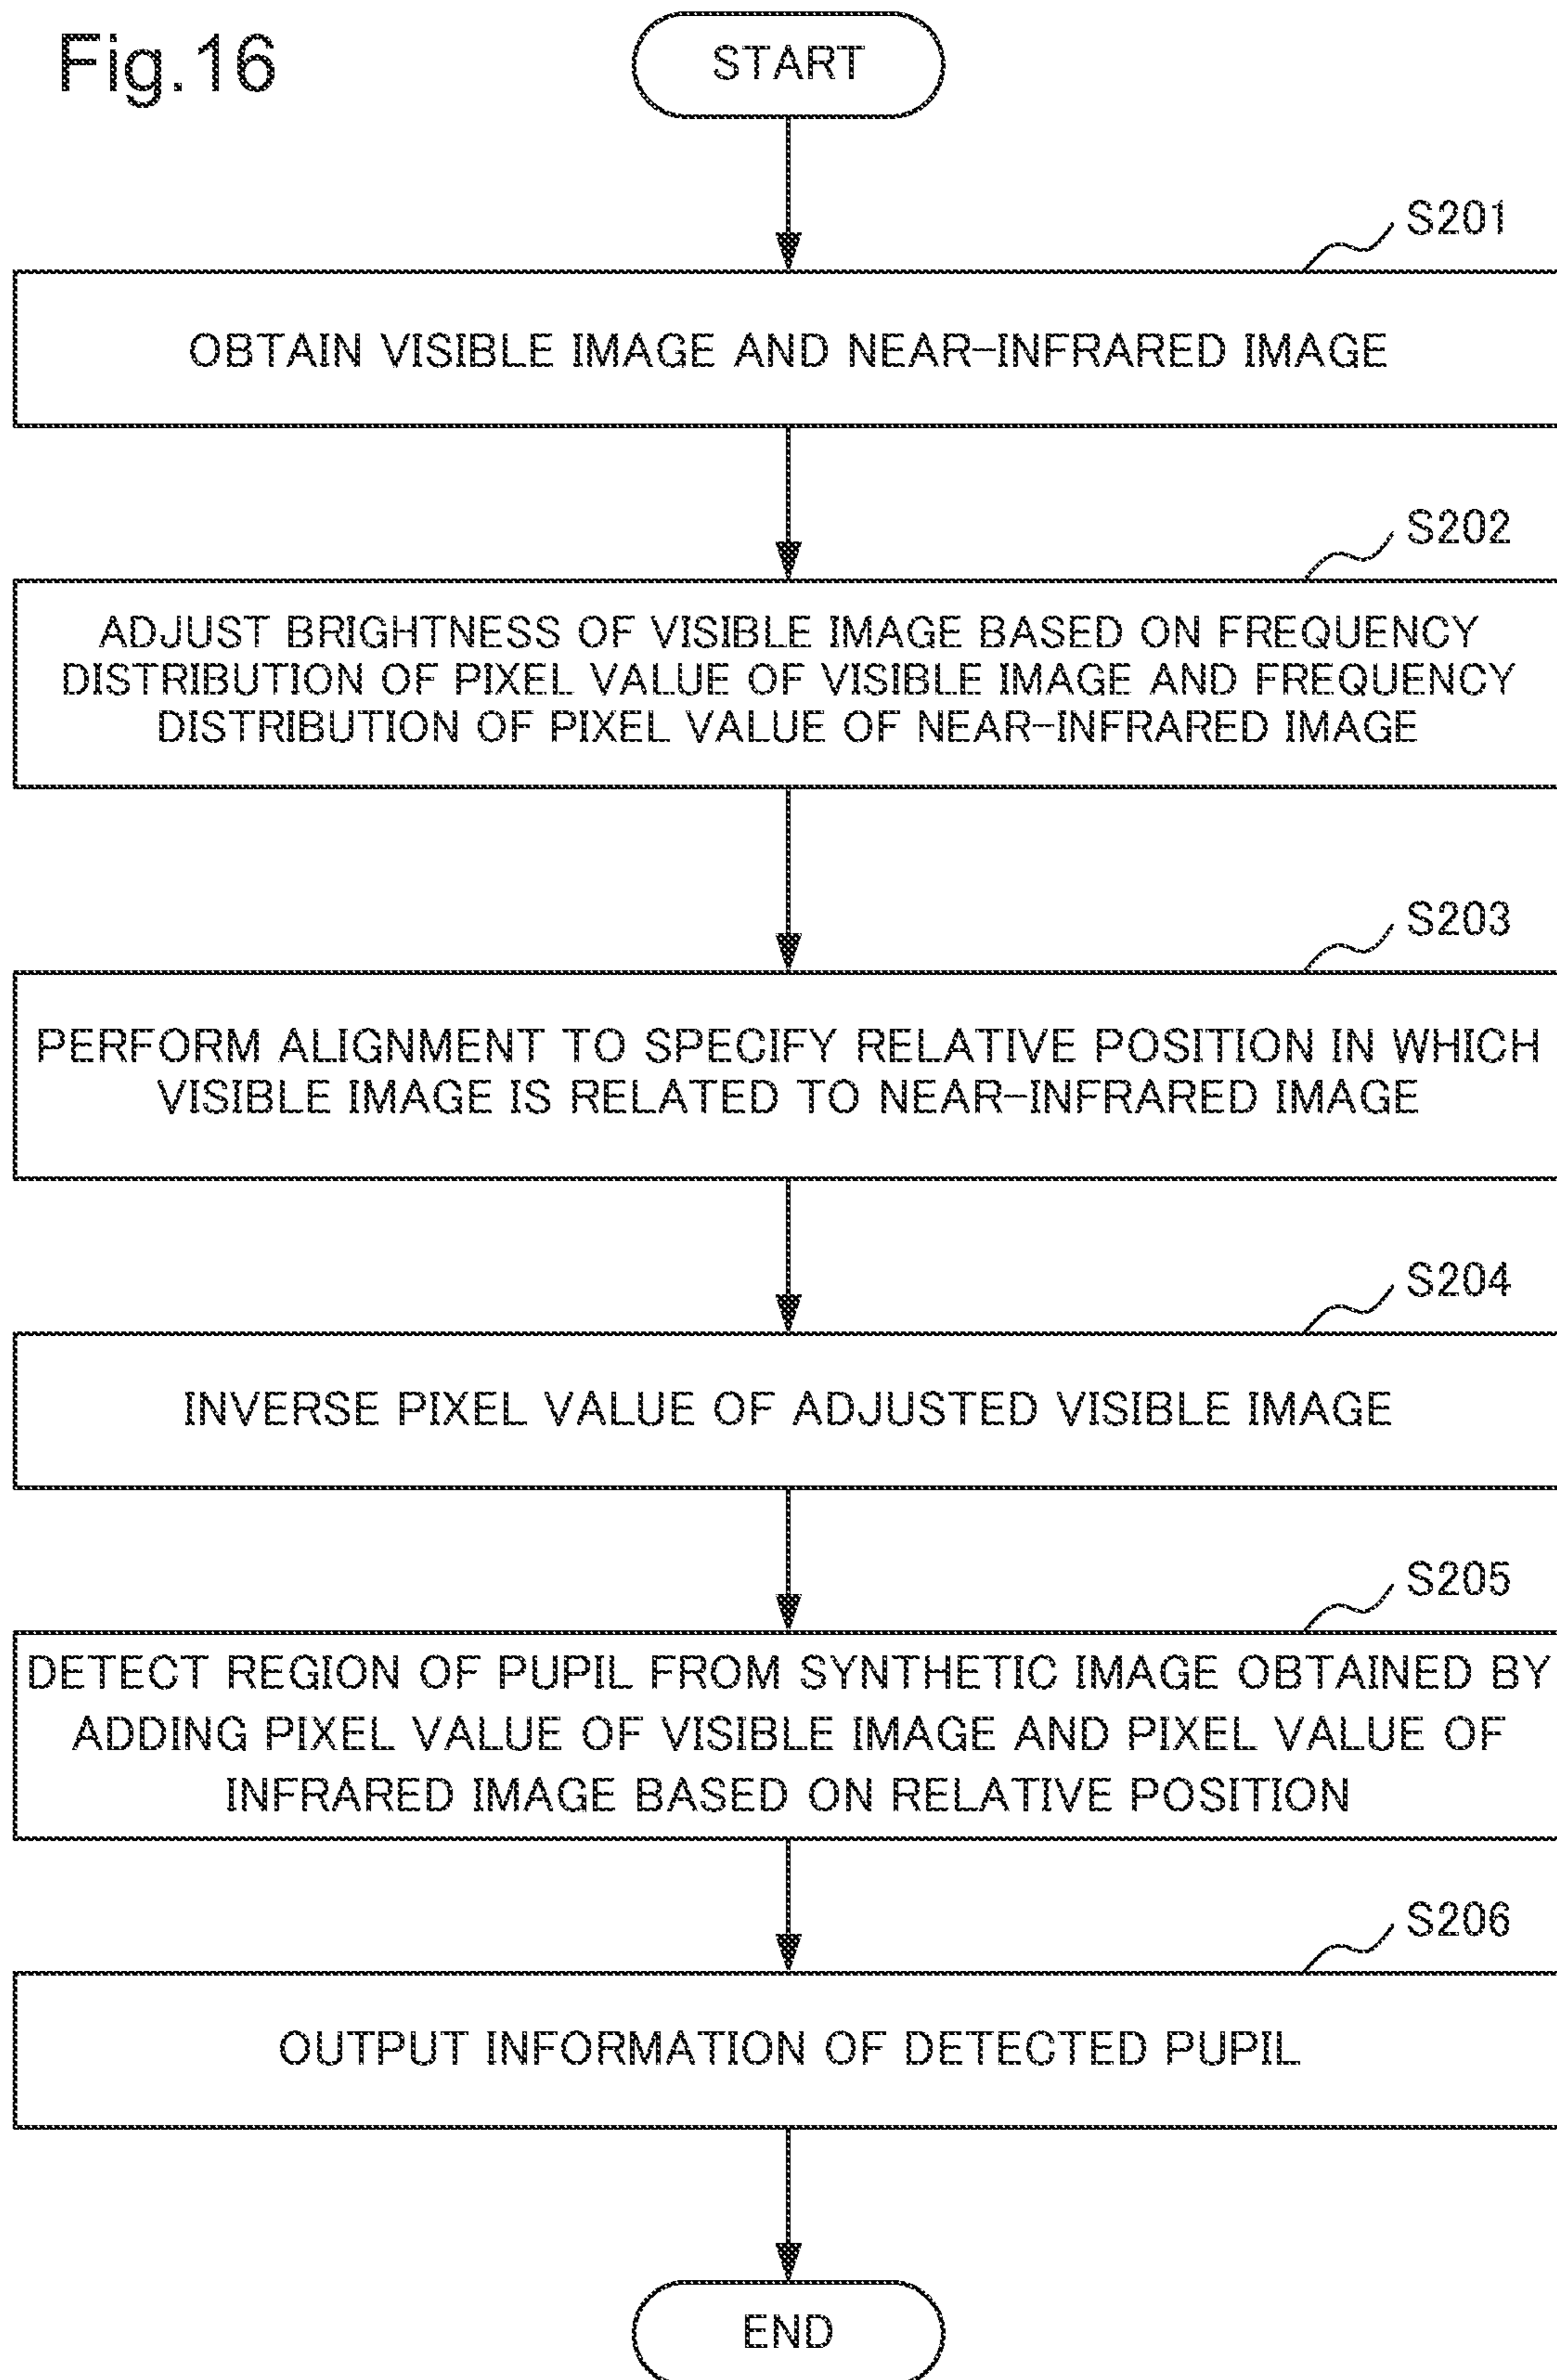 Fig.16
START
S201
OBTAIN VISIBLE IMAGE AND NEAR-INFRARED IMAGE
S202
ADJUST BRIGHTNESS OF VISIBLE IMAGE BASED ON FREQUENCY
DISTRIBUTION OF PIXEL VALUE OF VISIBLE IMAGE AND FREQUENCY
DISTRIBUTION OF PIXEL VALUE OF NEAR-INFRARED IMAGE
S203
PERFORM ALIGNMENT TO SPECIFY RELATIVE POSITION IN WHICH
VISIBLE IMAGE IS RELATED TO NEAR-INFRARED IMAGE
S204
INVERSE PIXEL VALUE OF ADJUSTED VISIBLE IMAGE
S205
DETECT REGION OF PUPIL FROM SYNTHETIC IMAGE OBTAINED BY
ADDING PIXEL VALUE OF VISIBLE IMAGE AND PIXEL VALUE OF
INFRARED IMAGE BASED ON RELATIVE POSITION
S206
OUTPUT INFORMATION OF DETECTED PUPIL
END